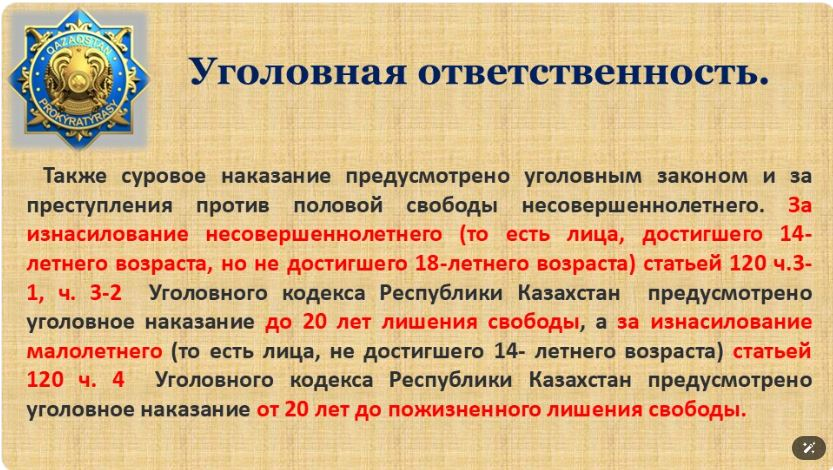 QAZAQSTAN
PROKYRATYRASY
Уголовная ответственность.
Также суровое наказание предусмотрено уголовным законом и за
преступления против половой свободы несовершеннолетнего. За
изнасилование несовершеннолетнего (то есть лица, достигшего 14-
летнего возраста, но не достигшего 18-летнего возраста) статьей 120 ч.3-
1, ч. 3-2 Уголовного кодекса Республики Казахстан предусмотрено
уголовное наказание до 20 лет лишения свободы, а за изнасилование
малолетнего (то есть лица, не достигшего 14- летнего возраста) статьей
120 ч. 4 Уголовного кодекса Республики Казахстан предусмотрено
уголовное наказание от 20 лет до пожизненного лишения свободы.